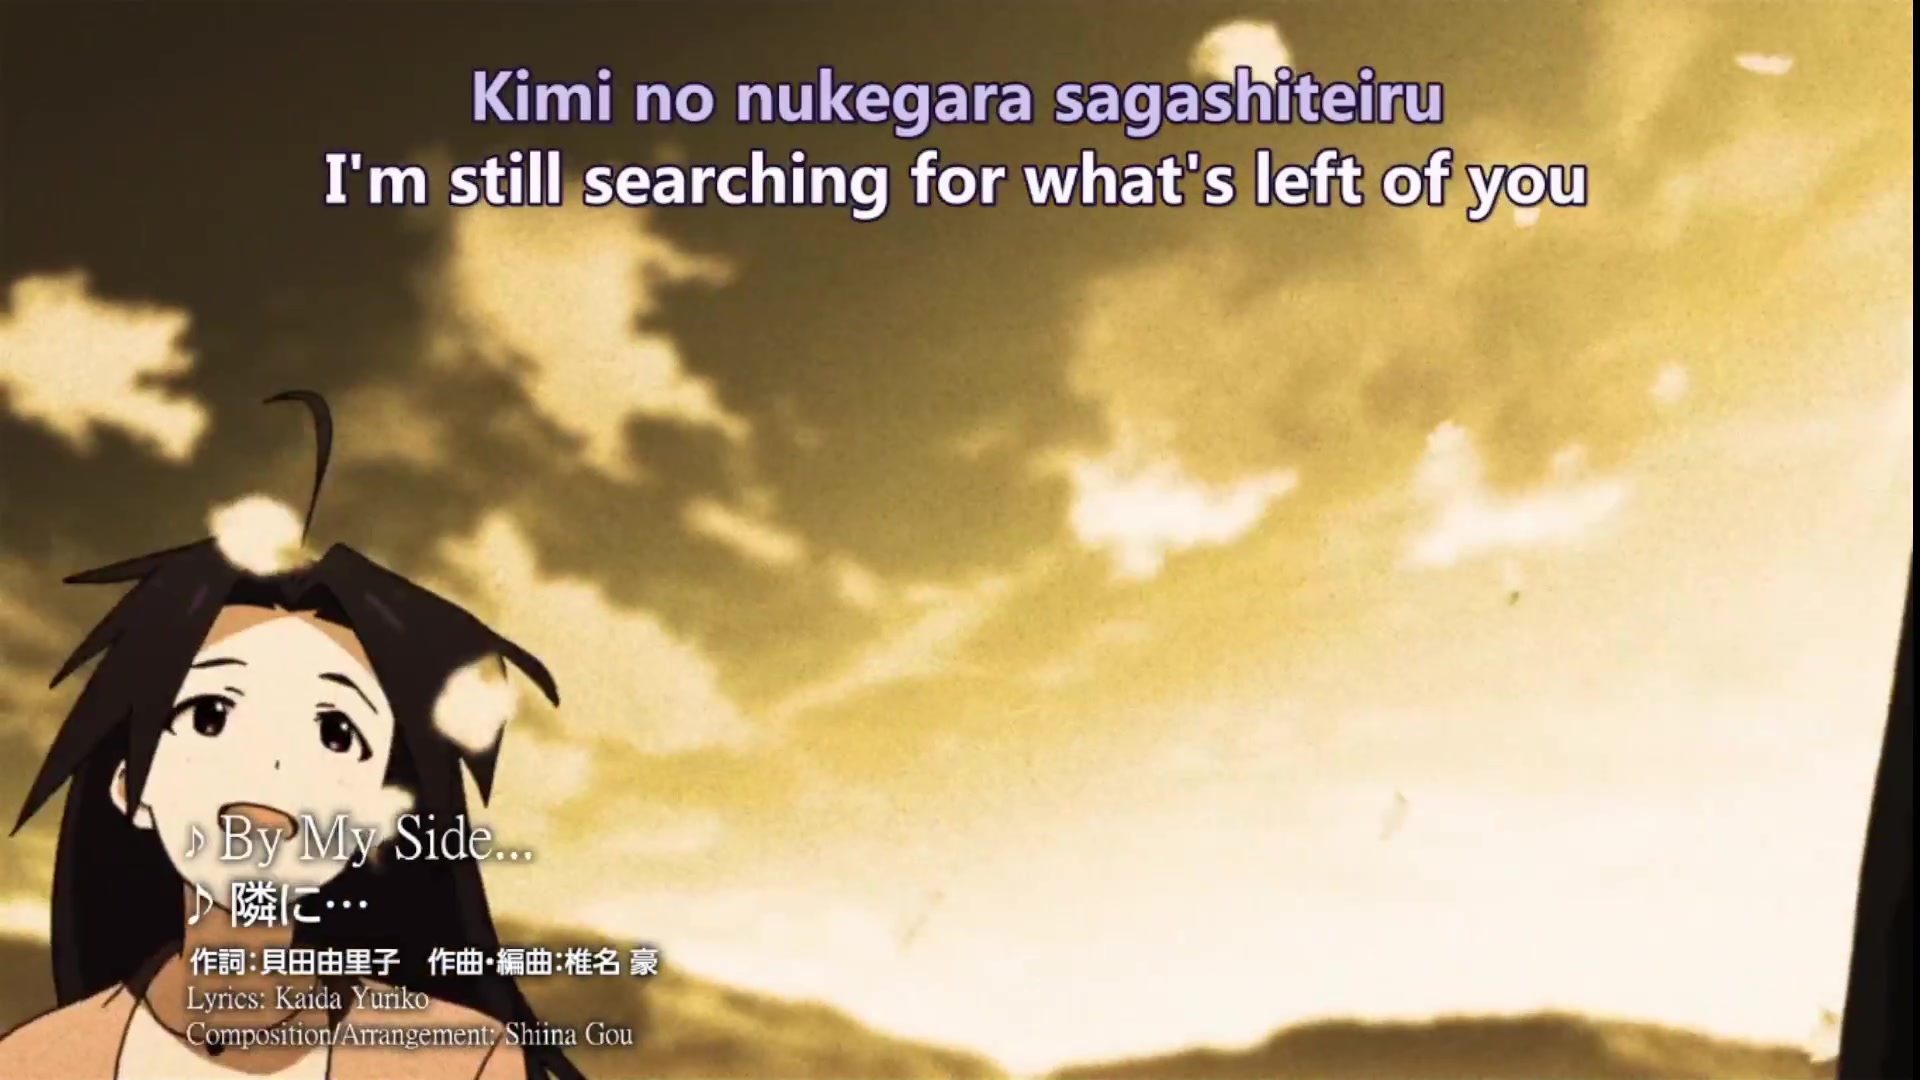 Kimi no nukegara sagashiteiru
I'm still searching for what's left of you
♪ By My Side...
♪ 隣に…
作詞:貝田由里子 作曲・編曲:椎名 豪
Lyrics: Kaida Yuriko
Composition/Arrangement: Shiina Gou